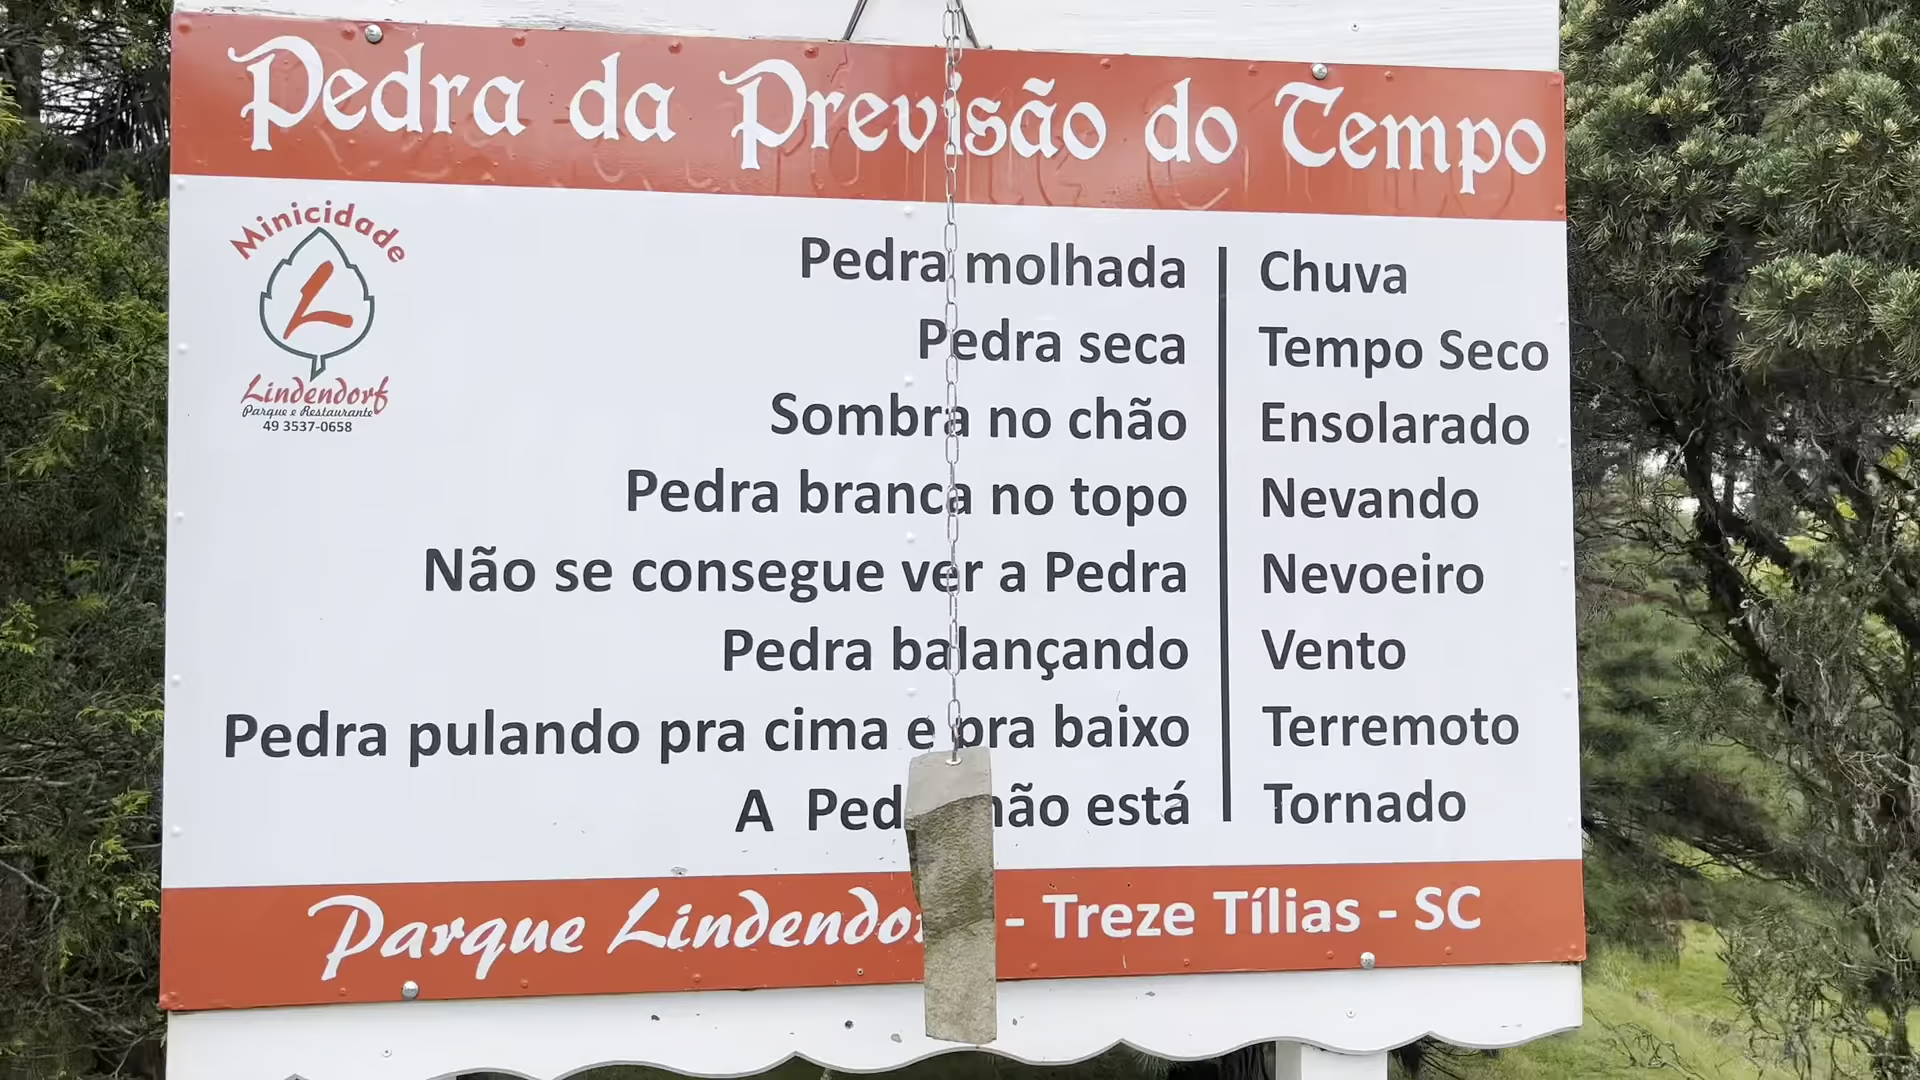 Pedra da Previsão do Tempo
Minicidade
L
Lindendorf
Parque e Restaurante
49 3537-0658
Pedra molhada Chuva
Pedra seca Tempo Seco
Sombra no chão Ensolarado
Pedra branca no topo Nevando
Não se consegue ver a Pedra Nevoeiro
Pedra balançando Vento
Pedra pulando pra cima e pra baixo Terremoto
A Pedra não está Tornado
Parque Lindendorf - Treze Tílias - SC